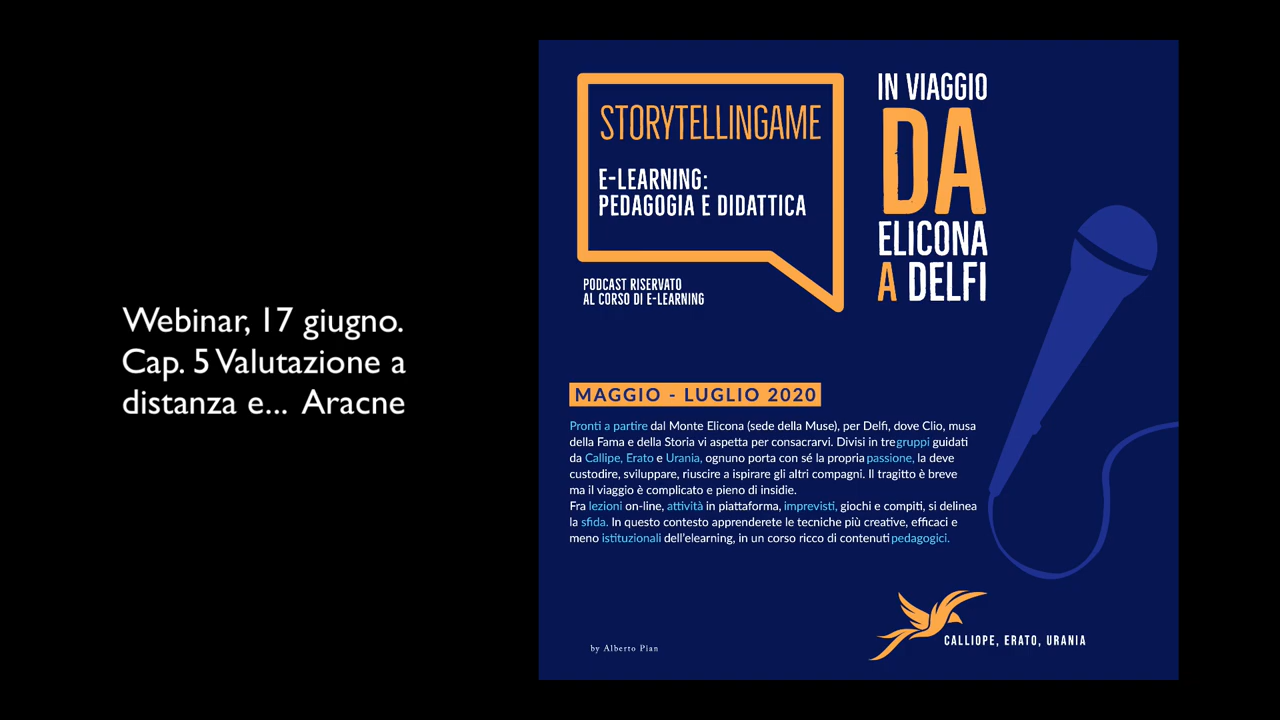 Webinar, 17 giugno.
Cap. 5 Valutazione a
distanza e... Aracne
STORYTELLINGAME
E-LEARNING:
PEDAGOGIA E DIDATTICA
PODCAST RISERVATO
AL CORSO DI E-LEARNING
IN VIAGGIO
DA
ELICONA
A DELFI
MAGGIO - LUGLIO 2020
Pronti a partire dal Monte Elicona (sede della Muse), per Delfi, dove Clio, musa
della Fama e della Storia vi aspetta per consacrarvi. Divisi in tre gruppi guidati
da Callipe, Erato e Urania, ognuno porta con sé la propria passione, la deve
custodire, sviluppare, riuscire a ispirare gli altri compagni. Il tragitto è breve
ma il viaggio è complicato e pieno di insidie.
Fra lezioni on-line, attività in piattaforma, imprevisti, giochi e compiti, si delinea
la sfida. In questo contesto apprenderete le tecniche più creative, efficaci e
meno istituzionali dell'elearning, in un corso ricco di contenuti pedagogici.
CALLIOPE, ERATO, URANIA
by Alberto Pian